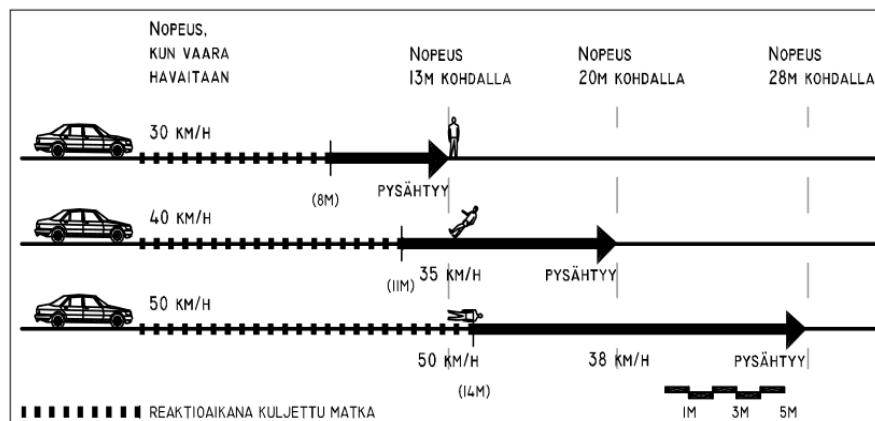 NOPEUS,
KUN VAARA
HAVAITAAN
NOPEUS
13M KOHDALLA
NOPEUS
20M KOHDALLA
NOPEUS
28M KOHDALLA
30 KM/H
(8M)
PYSÄHTYY
40 KM/H
(11M)
35 KM/H
PYSÄHTYY
50 KM/H
50 KM/H
38 KM/H
PYSÄHTYY
(14M)
REAKTIOAIKANA KULJETTU MATKA
1M 3M 5M